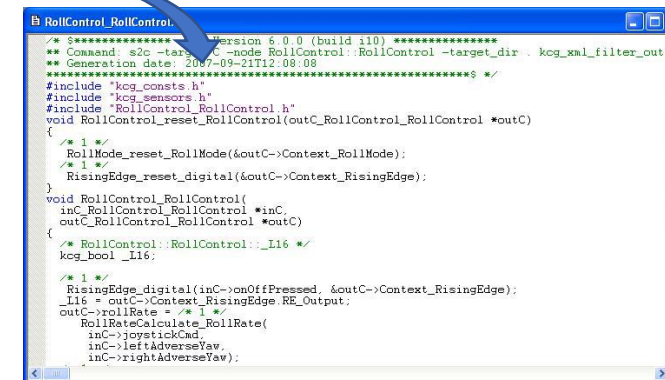 RollControl_RollControl.
/* $**************** Version 6.0.0 (build i10) ****************
** Command: s2c -targ C -node RollControl::RollControl -target_dir . kcg_xml_filter_out
** Generation date: 2007-09-21T12:08:08
*************************************************************$ */
#include "kcg_consts.h"
#include "kcg_sensors.h"
#include "RollControl_RollControl.h"
void RollControl_reset_RollControl(outC_RollControl_RollControl *outC)
{
/* 1 */
RollMode_reset_RollMode(&outC->Context_RollMode);
/* 1 */
RisingEdge_reset_digital(&outC->Context_RisingEdge);
}
void RollControl_RollControl(
inC_RollControl_RollControl *inC,
outC_RollControl_RollControl *outC)
{
/* RollControl::RollControl::_L16 */
kcg_bool _L16;
/* 1 */
RisingEdge_digital(inC->onOffPressed, &outC->Context_RisingEdge);
_L16 = outC->Context_RisingEdge.RE_Output;
outC->rollRate = /* 1 */
RollRateCalculate_RollRate(
inC->joystickCmd,
inC->leftAdverseYaw,
inC->rightAdverseYaw);